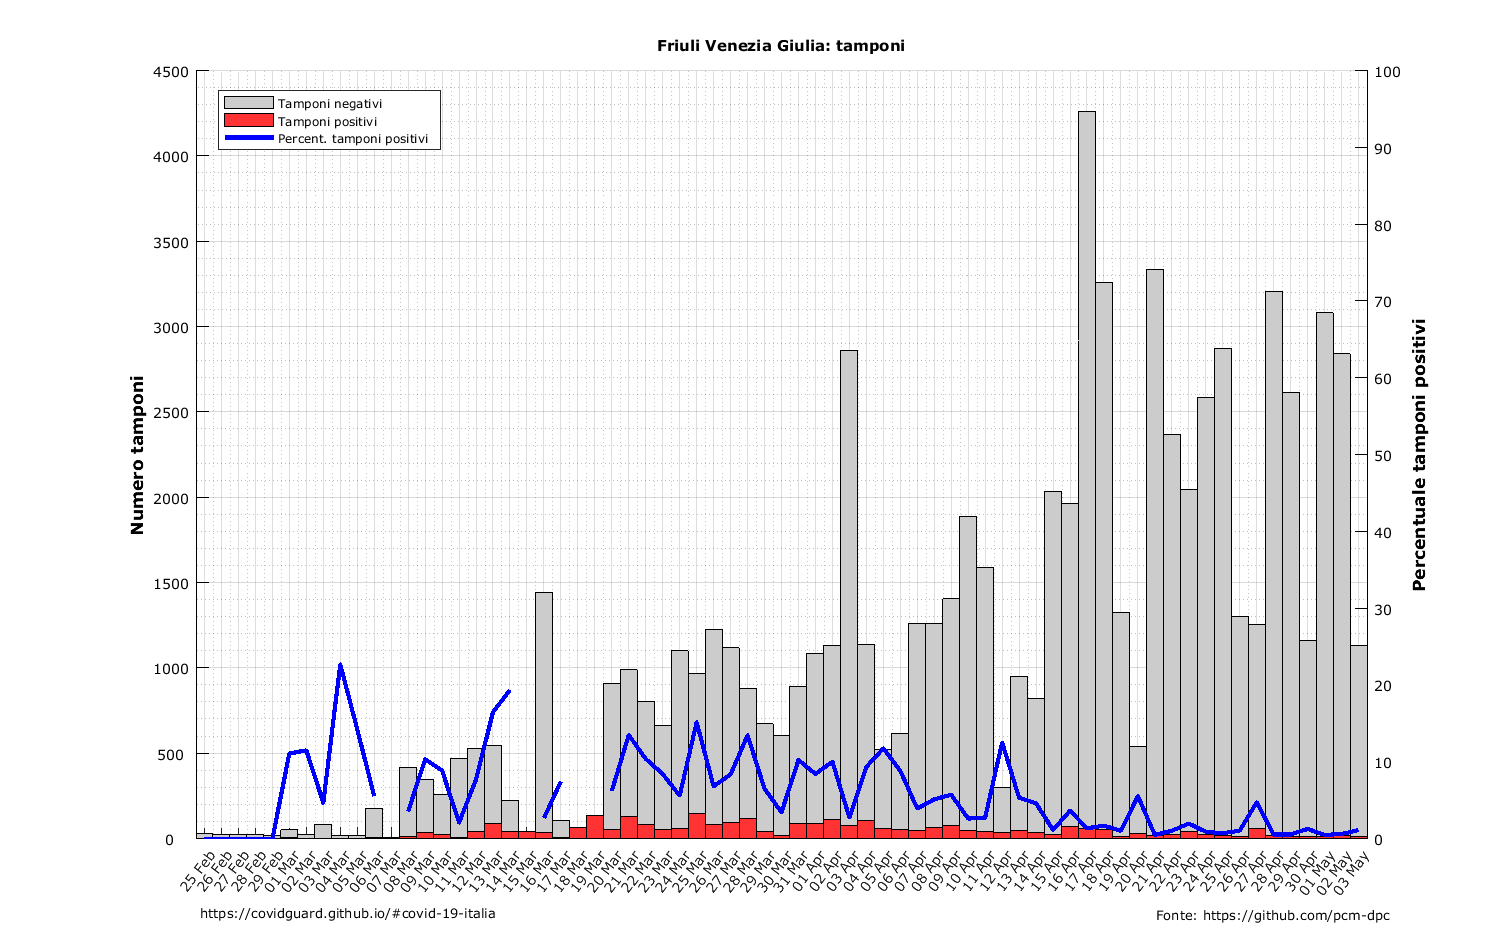 Friuli Venezia Giulia: tamponi
Tamponi negativi
Tamponi positivi
Percent. tamponi positivi
Numero tamponi
4500
4000
3500
3000
2500
2000
1500
1000
500
0
Percentuale tamponi positivi
100
90
80
70
60
50
40
30
20
10
0
25 Feb
26 Feb
27 Feb
28 Feb
29 Feb
01 Mar
02 Mar
03 Mar
04 Mar
05 Mar
06 Mar
07 Mar
08 Mar
09 Mar
10 Mar
11 Mar
12 Mar
13 Mar
14 Mar
15 Mar
16 Mar
17 Mar
18 Mar
19 Mar
20 Mar
21 Mar
22 Mar
23 Mar
24 Mar
25 Mar
26 Mar
27 Mar
28 Mar
29 Mar
30 Mar
31 Mar
01 Apr
02 Apr
03 Apr
04 Apr
05 Apr
06 Apr
07 Apr
08 Apr
09 Apr
10 Apr
11 Apr
12 Apr
13 Apr
14 Apr
15 Apr
16 Apr
17 Apr
18 Apr
19 Apr
20 Apr
21 Apr
22 Apr
23 Apr
24 Apr
25 Apr
26 Apr
27 Apr
28 Apr
29 Apr
30 Apr
01 May
02 May
03 May
https://covidguard.github.io/#covid-19-italia
Fonte: https://github.com/pcm-dpc